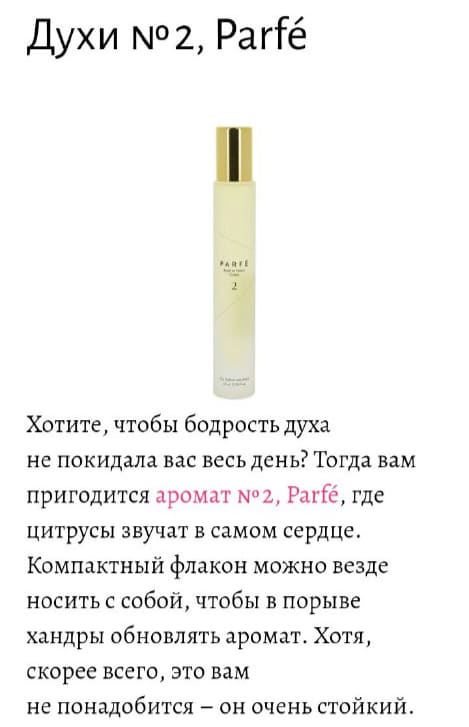 Духи №2, Parfé
PARFÉ
2
Хотите, чтобы бодрость духа
не покидала вас весь день? Тогда вам
пригодится аромат №2, Parfé, где
цитрусы звучат в самом сердце.
Компактный флакон можно везде
носить с собой, чтобы в порыве
хандры обновлять аромат. Хотя,
скорее всего, это вам
не понадобится – он очень стойкий.